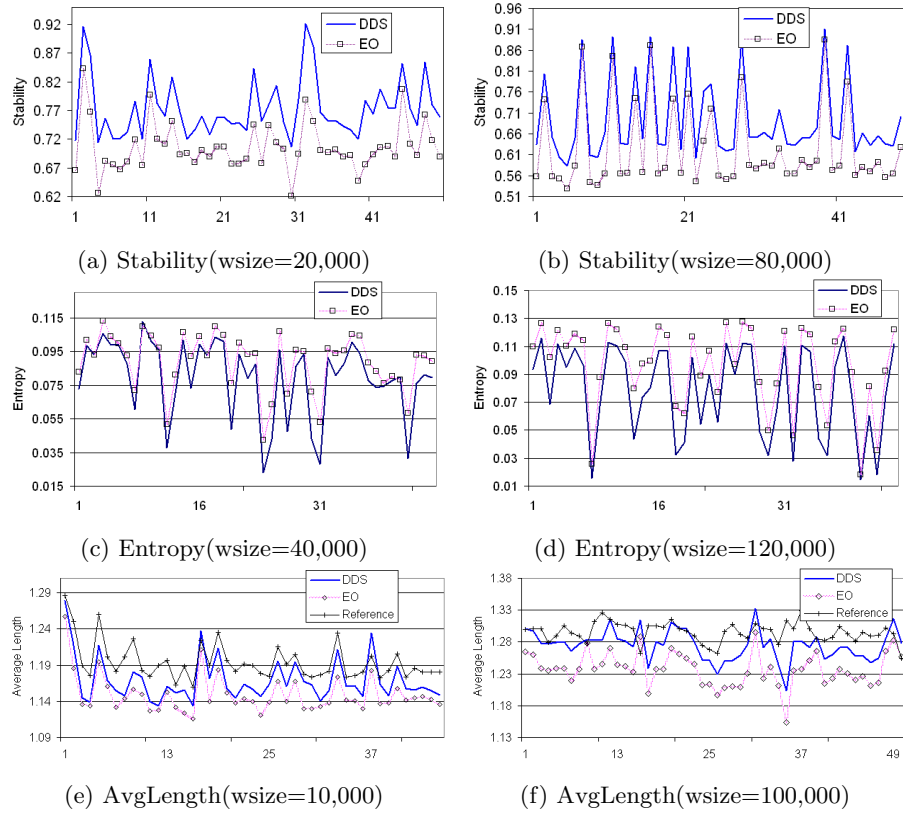 0.92
0.87
0.82
0.77
0.72
0.67
0.62
Stability
DDS
EO
1 11 21 31 41
(a) Stability(wsize=20,000)
0.96
0.91
0.86
0.81
0.76
0.71
0.66
0.61
0.56
0.51
Stability
DDS
EO
1 21 41
(b) Stability(wsize=80,000)
0.115
0.095
0.075
0.055
0.035
0.015
Entropy
DDS
EO
1 16 31
(c) Entropy(wsize=40,000)
0.15
0.13
0.11
0.09
0.07
0.05
0.03
0.01
Entropy
DDS
EO
1 16 31
(d) Entropy(wsize=120,000)
1.29
1.24
1.19
1.14
1.09
Average Length
DDS
EO
Reference
1 13 25 37
(e) AvgLength(wsize=10,000)
1.38
1.33
1.28
1.23
1.18
1.13
Average Length
DDS
EO
Reference
1 13 25 37 49
(f) AvgLength(wsize=100,000)